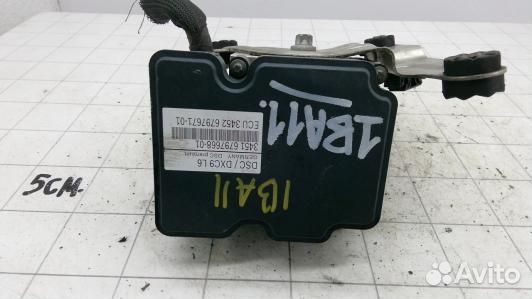 DSC / DXC9 L6
GERMANY DSC premium
3451 6797668-01
ECU 3452 6797671-01
1BA11.
1BA11
5CM.
Avito